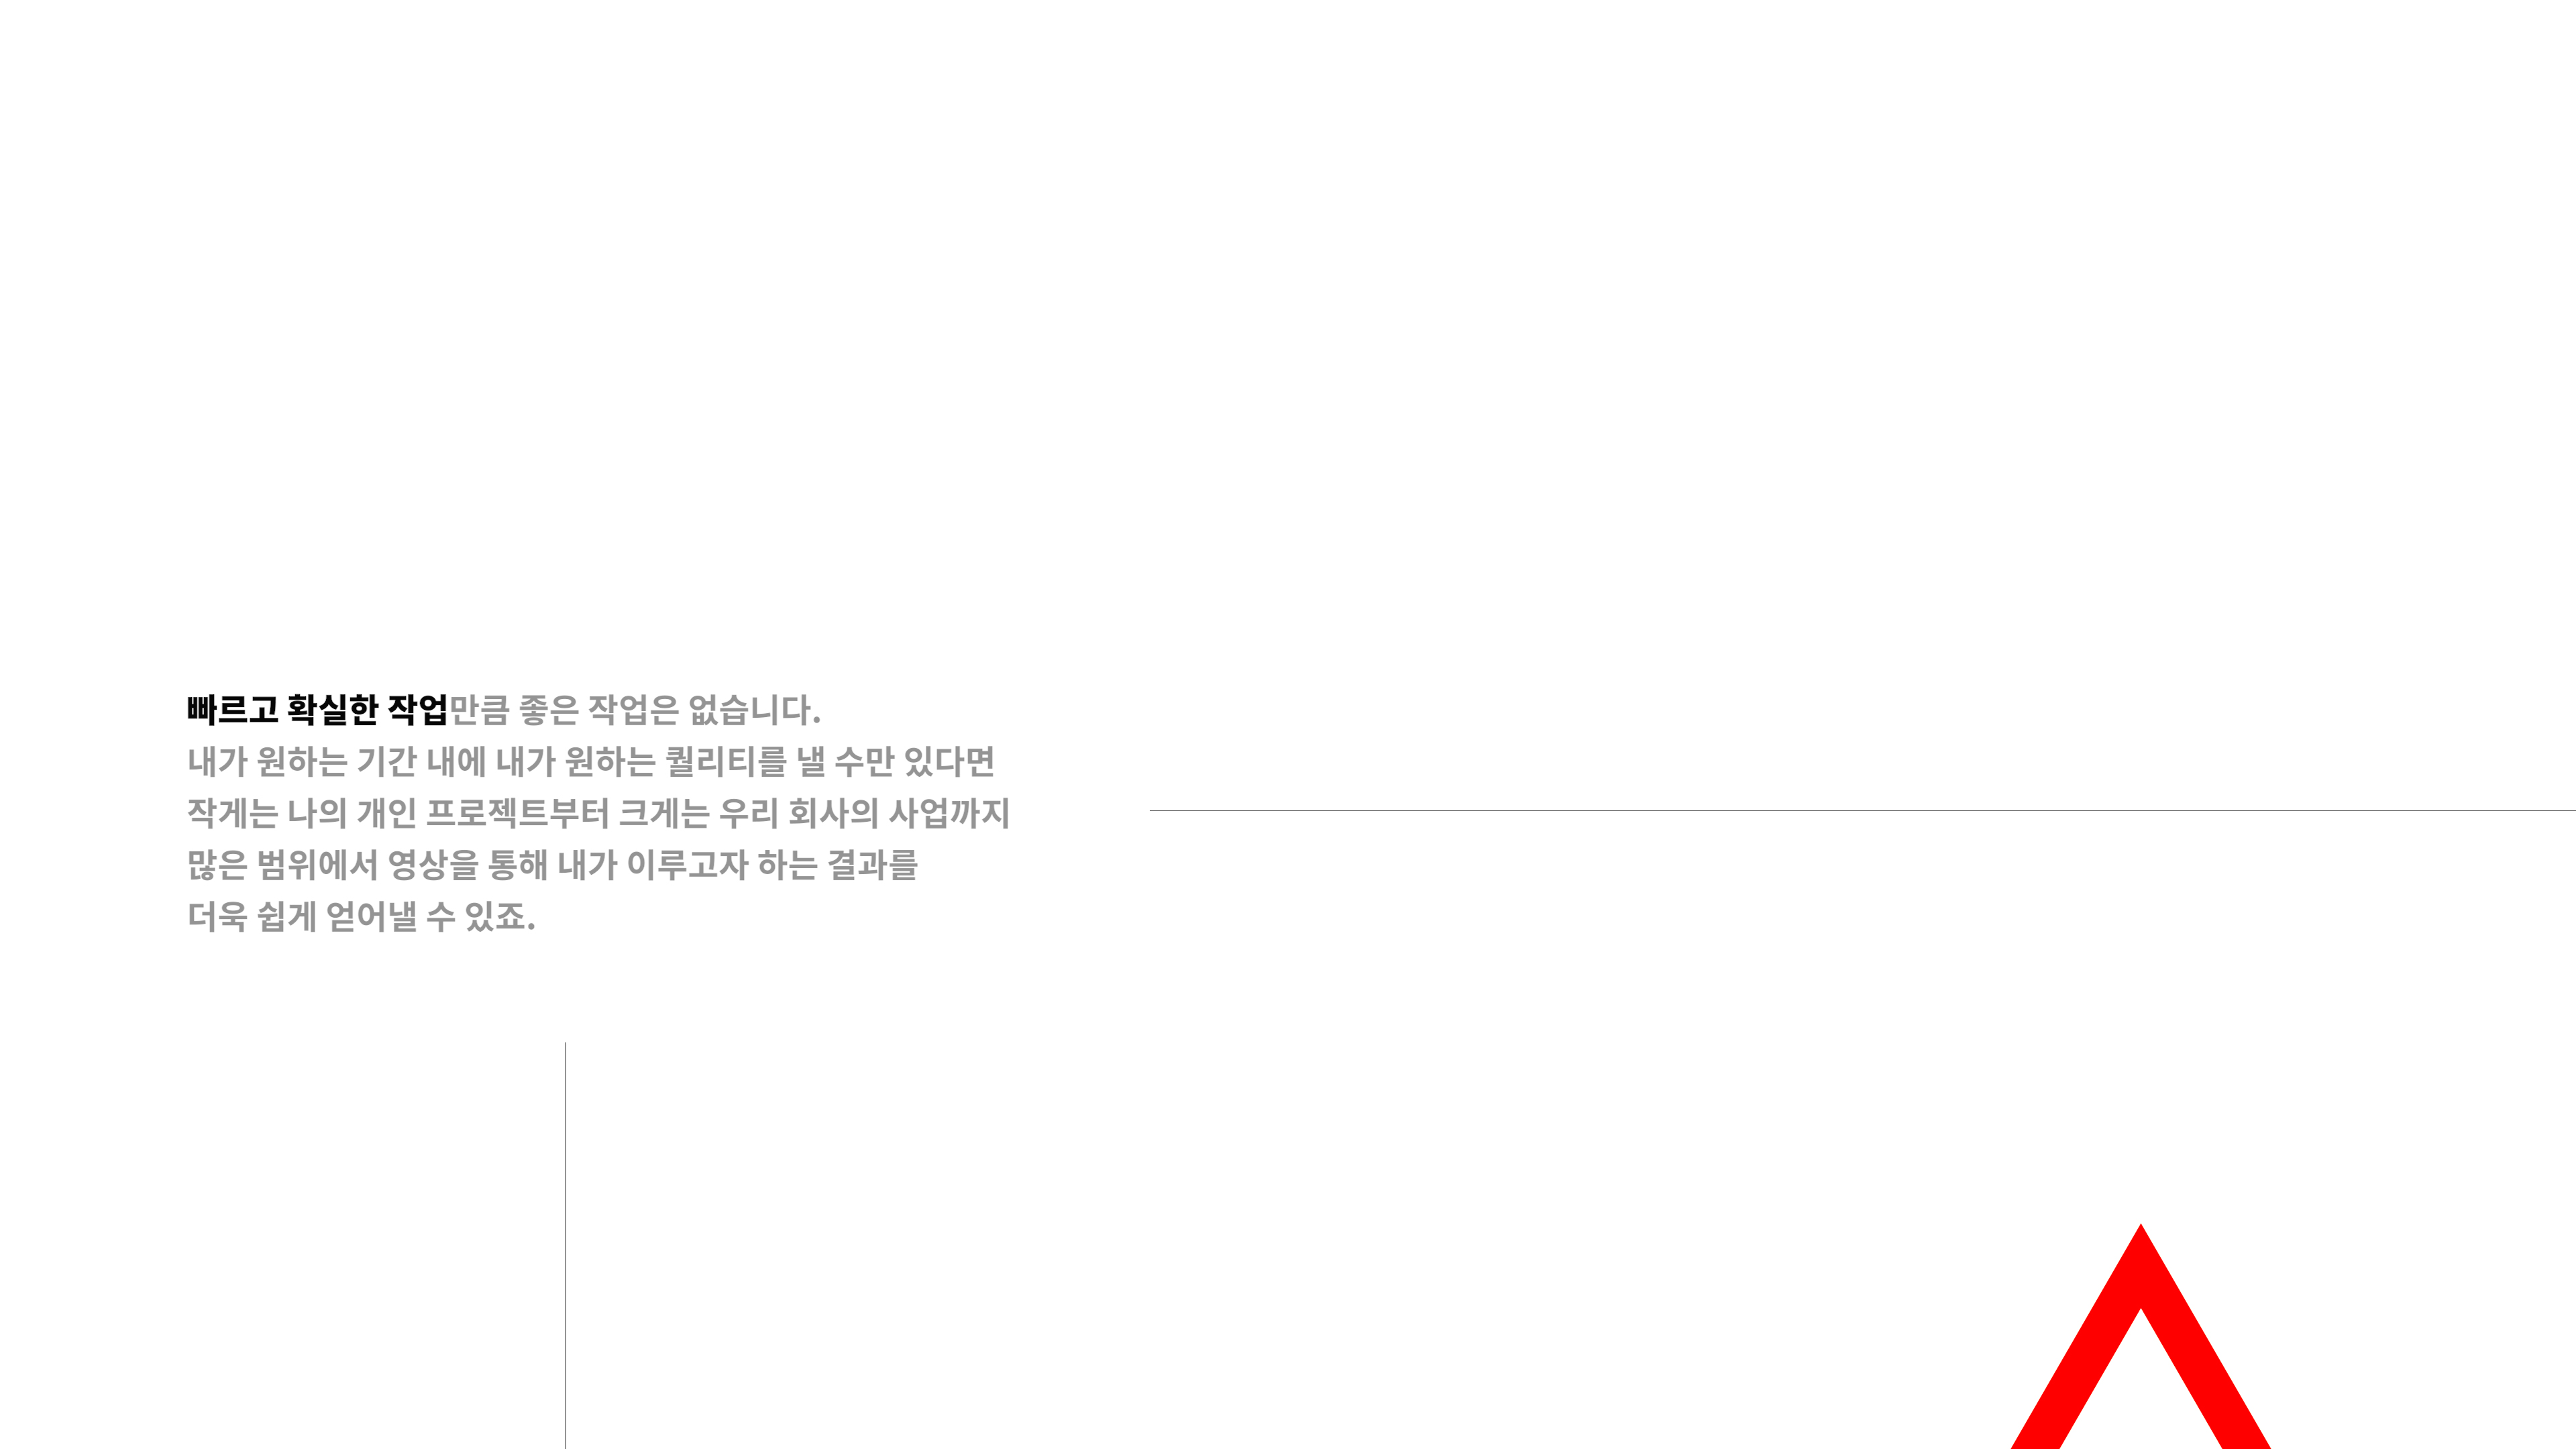 빠르고 확실한 작업만큼 좋은 작업은 없습니다.
내가 원하는 기간 내에 내가 원하는 퀄리티를 낼 수만 있다면
작게는 나의 개인 프로젝트부터 크게는 우리 회사의 사업까지
많은 범위에서 영상을 통해 내가 이루고자 하는 결과를
더욱 쉽게 얻어낼 수 있죠.